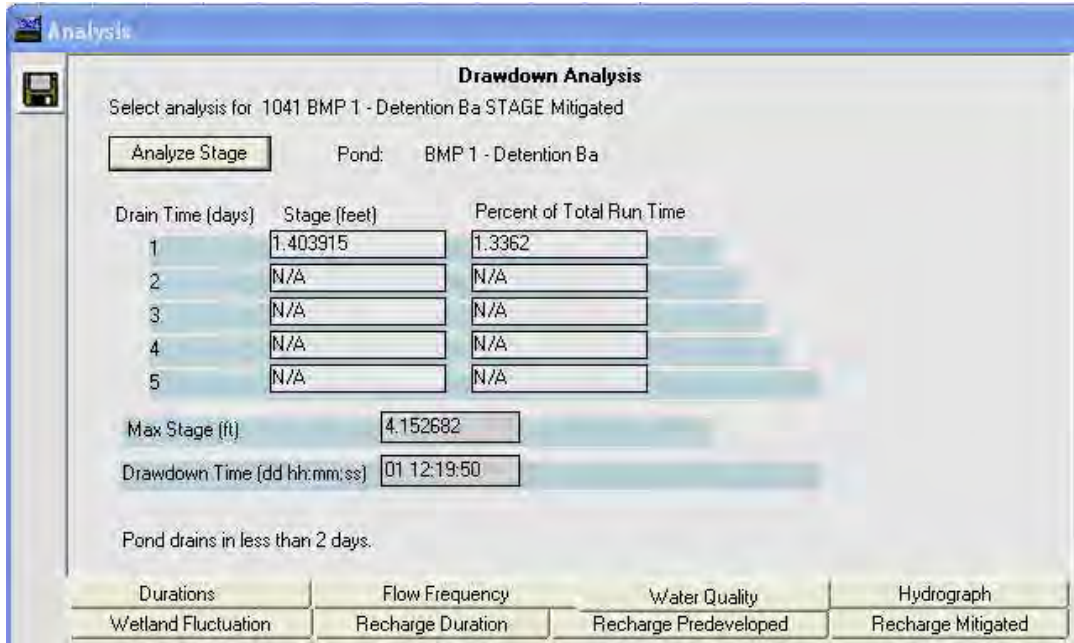 Analysis
Drawdown Analysis
Select analysis for 1041 BMP 1 - Detention Ba STAGE Mitigated
Analyze Stage Pond: BMP 1 - Detention Ba
Drain Time (days) Stage (feet) Percent of Total Run Time
1 1.403915 1.3362
2 N/A N/A
3 N/A N/A
4 N/A N/A
5 N/A N/A
Max Stage (ft) 4.152682
Drawdown Time (dd hh:mm:ss) 01 12:19:50
Pond drains in less than 2 days.
Durations Flow Frequency Water Quality Hydrograph
Wetland Fluctuation Recharge Duration Recharge Predeveloped Recharge Mitigated